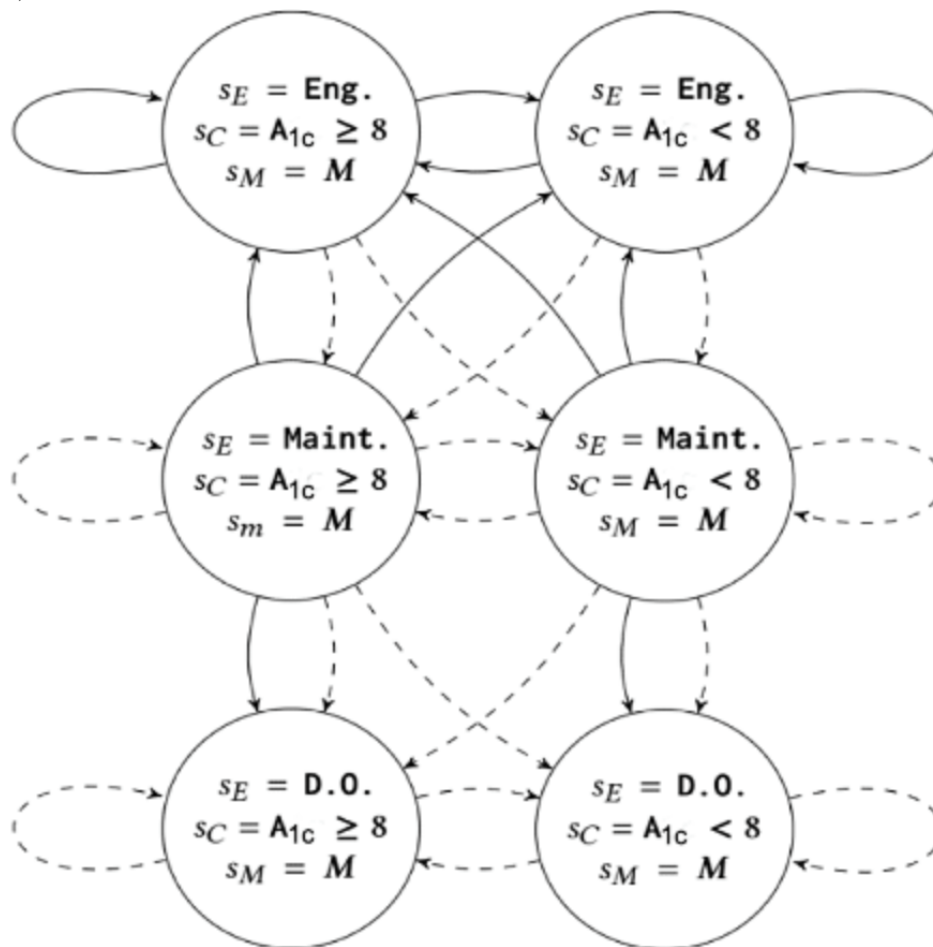 s_E = Eng.
s_C = A_1c ≥ 8
s_M = M
s_E = Eng.
s_C = A_1c < 8
s_M = M
s_E = Maint.
s_C = A_1c ≥ 8
s_m = M
s_E = Maint.
s_C = A_1c < 8
s_M = M
s_E = D.O.
s_C = A_1c ≥ 8
s_M = M
s_E = D.O.
s_C = A_1c < 8
s_M = M